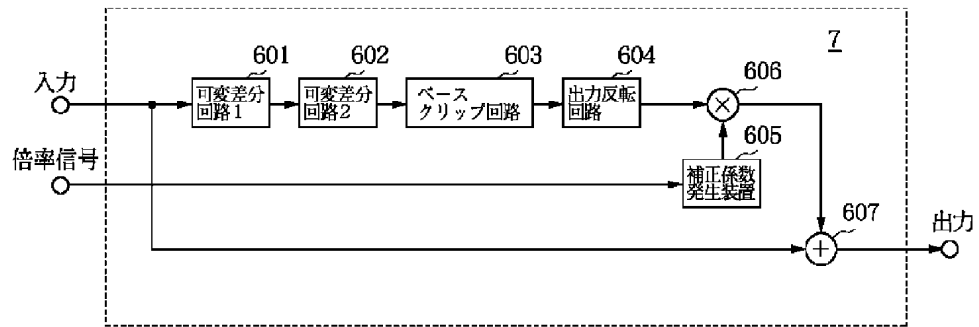 7
601
602
603
604
606
入力
可変差分
回路1
可変差分
回路2
ベース
クリップ回路
出力反転
回路
×
605
倍率信号
補正係数
発生装置
607
出力
+